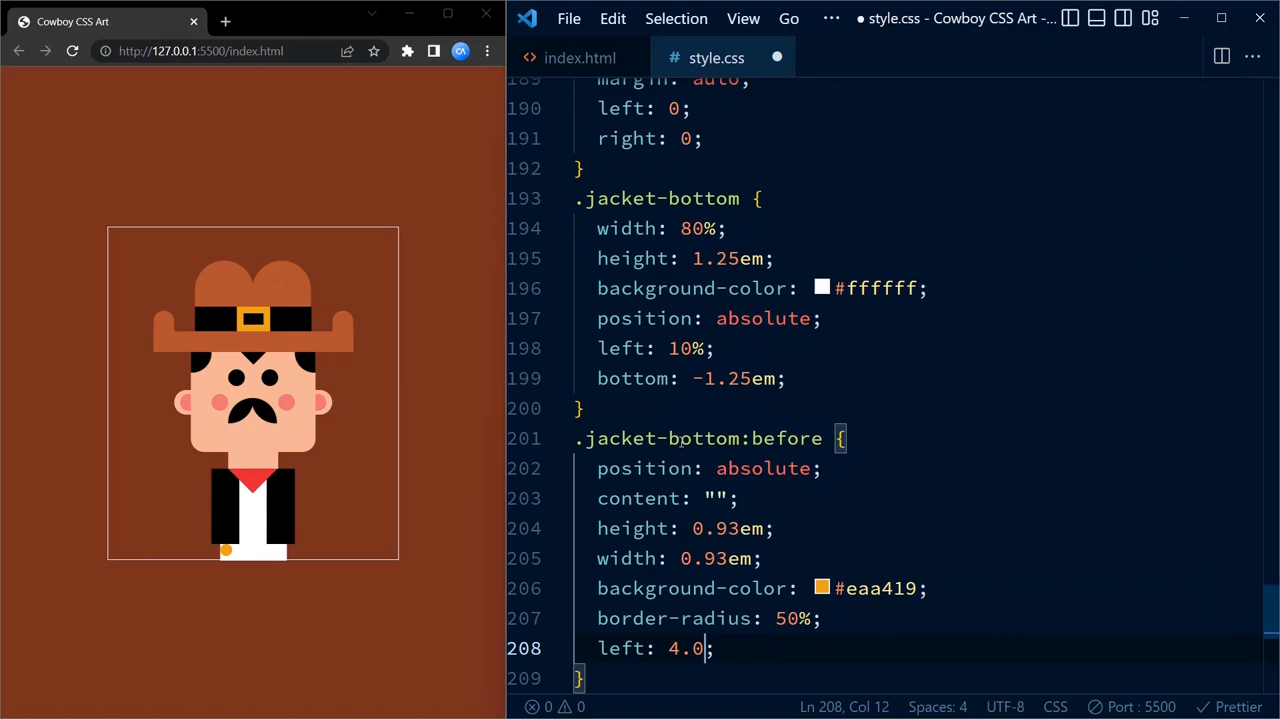 Cowboy CSS Art
http://127.0.0.1:5500/index.html
File Edit Selection View Go ··· ● style.css - Cowboy CSS Art -...
<> index.html # style.css ●
189 margin: auto;
190 left: 0;
191 right: 0;
192 }
193 .jacket-bottom {
194 width: 80%;
195 height: 1.25em;
196 background-color: #ffffff;
197 position: absolute;
198 left: 10%;
199 bottom: -1.25em;
200 }
201 .jacket-bottom:before {
202 position: absolute;
203 content: "";
204 height: 0.93em;
205 width: 0.93em;
206 background-color: #eaa419;
207 border-radius: 50%;
208 left: 4.0;
209 }
0 0 Ln 208, Col 12 Spaces: 4 UTF-8 CSS Port : 5500 Prettier